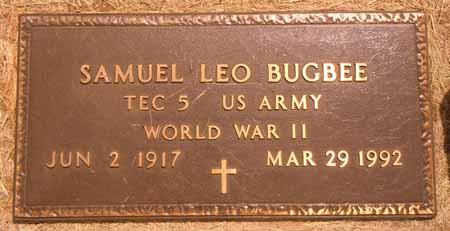 SAMUEL LEO BUGBEE
TEC 5 US ARMY
WORLD WAR II
JUN 2 1917 MAR 29 1992